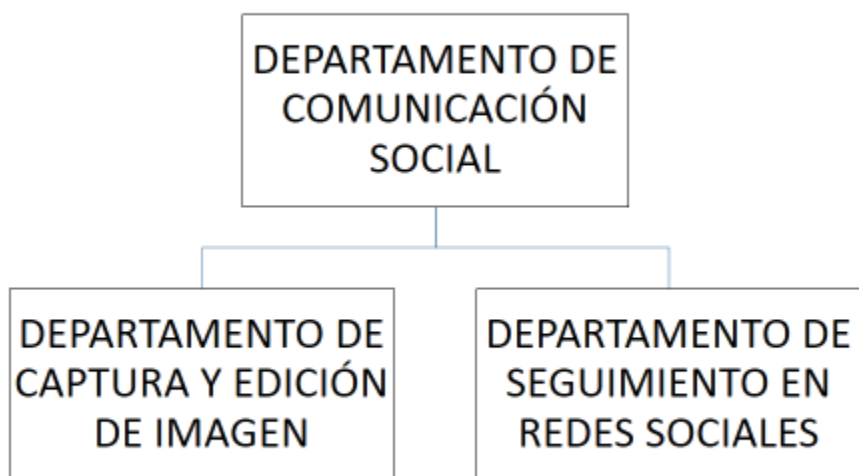 DEPARTAMENTO DE
COMUNICACIÓN
SOCIAL
DEPARTAMENTO DE
CAPTURA Y EDICIÓN
DE IMAGEN
DEPARTAMENTO DE
SEGUIMIENTO EN
REDES SOCIALES